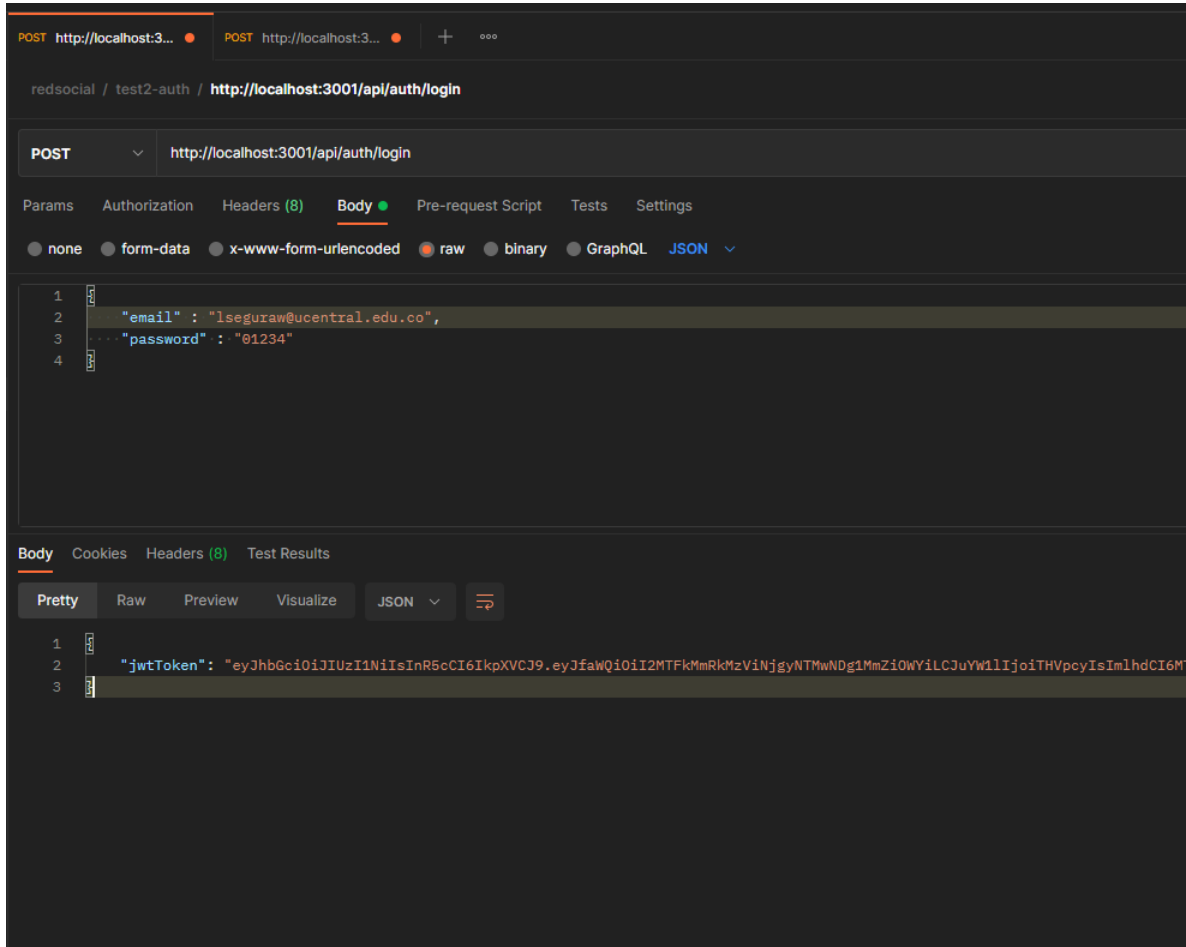 POST http://localhost:3... POST http://localhost:3... + ooo
redsocial / test2-auth / http://localhost:3001/api/auth/login
POST http://localhost:3001/api/auth/login
Params Authorization Headers (8) Body Pre-request Script Tests Settings
none form-data x-www-form-urlencoded raw binary GraphQL JSON
1 {
2 "email" : "lseguraw@ucentral.edu.co",
3 "password" : "01234"
4 }
Body Cookies Headers (8) Test Results
Pretty Raw Preview Visualize JSON
1 {
2 "jwtToken": "eyJhbGciOiJIUzI1NiIsInR5cCI6IkpXVCJ9.eyJfaWQiOiI2MTFkMmRkMzViNjgyNTMwNDg1MmZiOWYiLCJuYW1lIjoiTHVpcyIsImlhdCI6MT
3 }